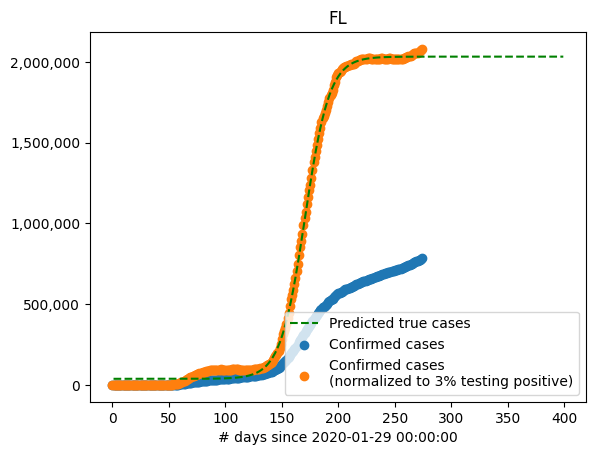 FL
2,000,000
1,500,000
1,000,000
500,000
0
Predicted true cases
Confirmed cases
Confirmed cases
(normalized to 3% testing positive)
0 50 100 150 200 250 300 350 400
# days since 2020-01-29 00:00:00